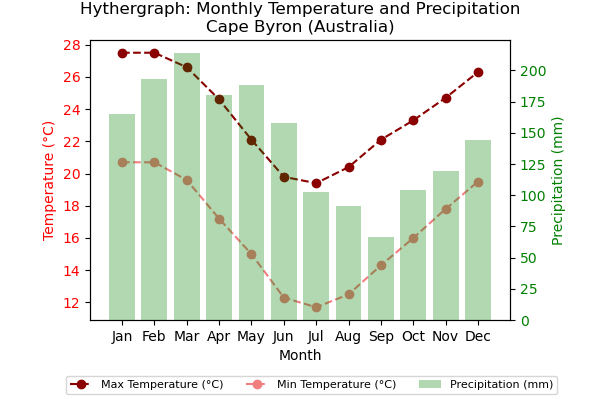 Hythergraph: Monthly Temperature and Precipitation
Cape Byron (Australia)
28
26
24
22
20
18
16
14
12
Temperature (°C)
200
175
150
125
100
75
50
25
0
Precipitation (mm)
Jan Feb Mar Apr May Jun Jul Aug Sep Oct Nov Dec
Month
Max Temperature (°C) Min Temperature (°C) Precipitation (mm)